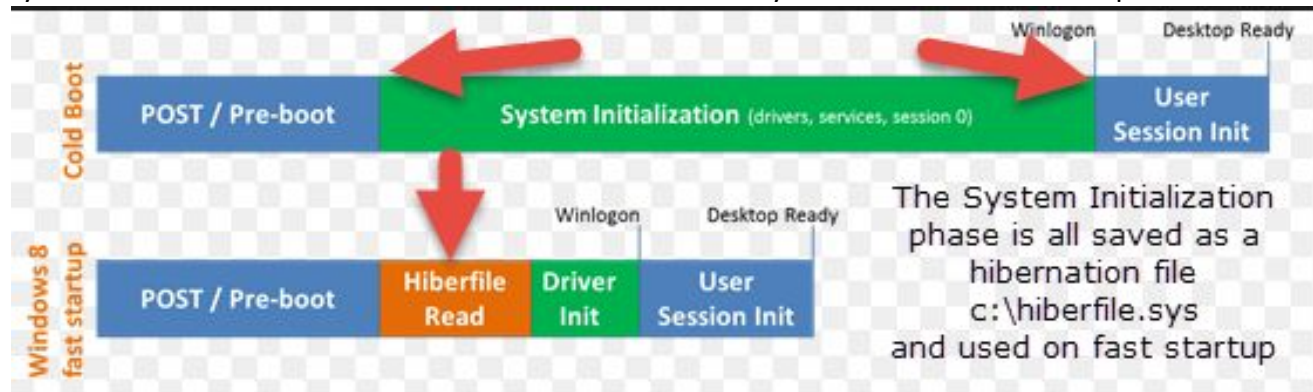 Winlogon Desktop Ready
Cold Boot
POST / Pre-boot
System Initialization (drivers, services, session 0)
User
Session Init
The System Initialization
phase is all saved as a
hibernation file
c:\hiberfile.sys
and used on fast startup
Winlogon Desktop Ready
Windows 8
fast startup
POST / Pre-boot
Hiberfile
Read
Driver
Init
User
Session Init